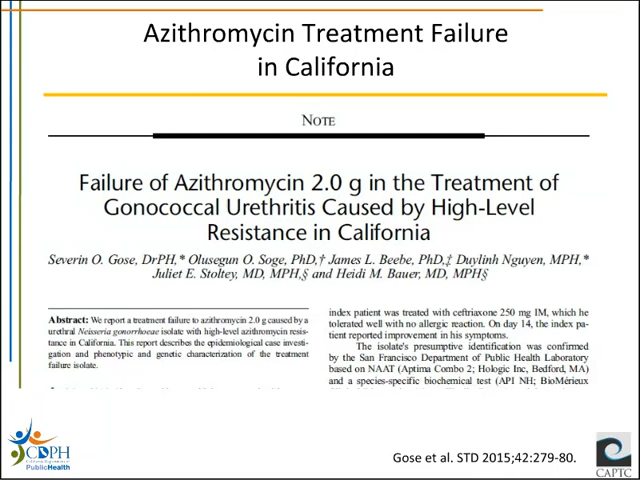 Azithromycin Treatment Failure
in California
NOTE
Failure of Azithromycin 2.0 g in the Treatment of
Gonococcal Urethritis Caused by High-Level
Resistance in California
Severin O. Gose, DrPH,* Olusegun O. Soge, PhD,† James L. Beebe, PhD,‡ Duylinh Nguyen, MPH,*
Juliet E. Stoltey, MD, MPH,§ and Heidi M. Bauer, MD, MPH§
Abstract: We report a treatment failure to azithromycin 2.0 g caused by a
urethral Neisseria gonorrhoeae isolate with high-level azithromycin resis-
tance in California. This report describes the epidemiological case investi-
gation and phenotypic and genetic characterization of the treatment
failure isolate.
index patient was treated with ceftriaxone 250 mg IM, which he
tolerated well with no allergic reaction. On day 14, the index pa-
tient reported improvement in his symptoms.
The isolate's presumptive identification was confirmed
by the San Francisco Department of Public Health Laboratory
based on NAAT (Aptima Combo 2; Hologic Inc, Bedford, MA)
and a species-specific biochemical test (API NH; BioMérieux
CDPH
PublicHealth
Gose et al. STD 2015;42:279-80.
CAPTC